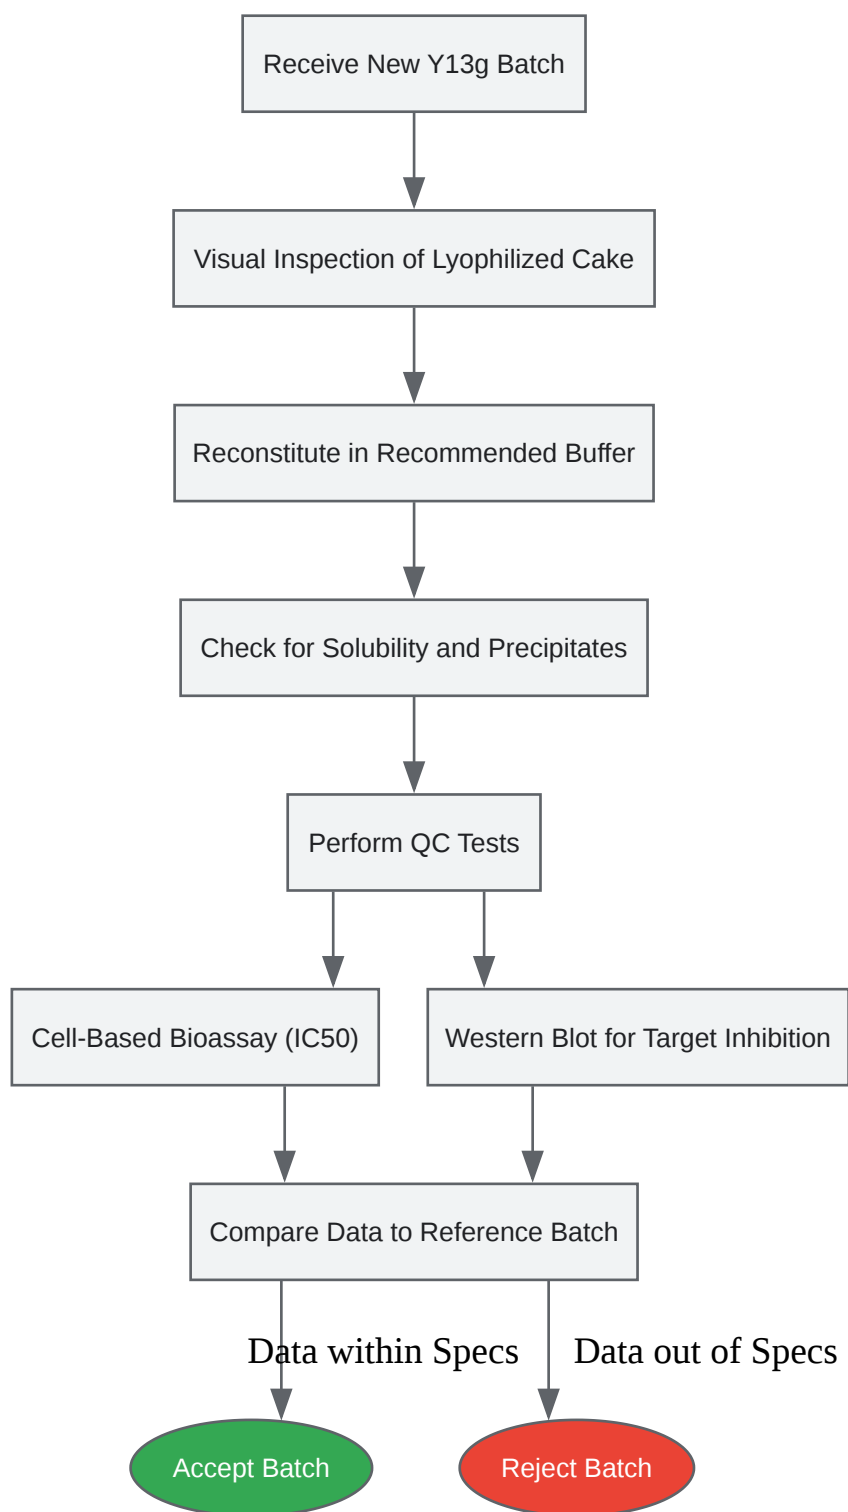 Receive New Y13g Batch
Visual Inspection of Lyophilized Cake
Reconstitute in Recommended Buffer
Check for Solubility and Precipitates
Perform QC Tests
Cell-Based Bioassay (IC50)
Western Blot for Target Inhibition
Compare Data to Reference Batch
Data within Specs
Data out of Specs
Accept Batch
Reject Batch